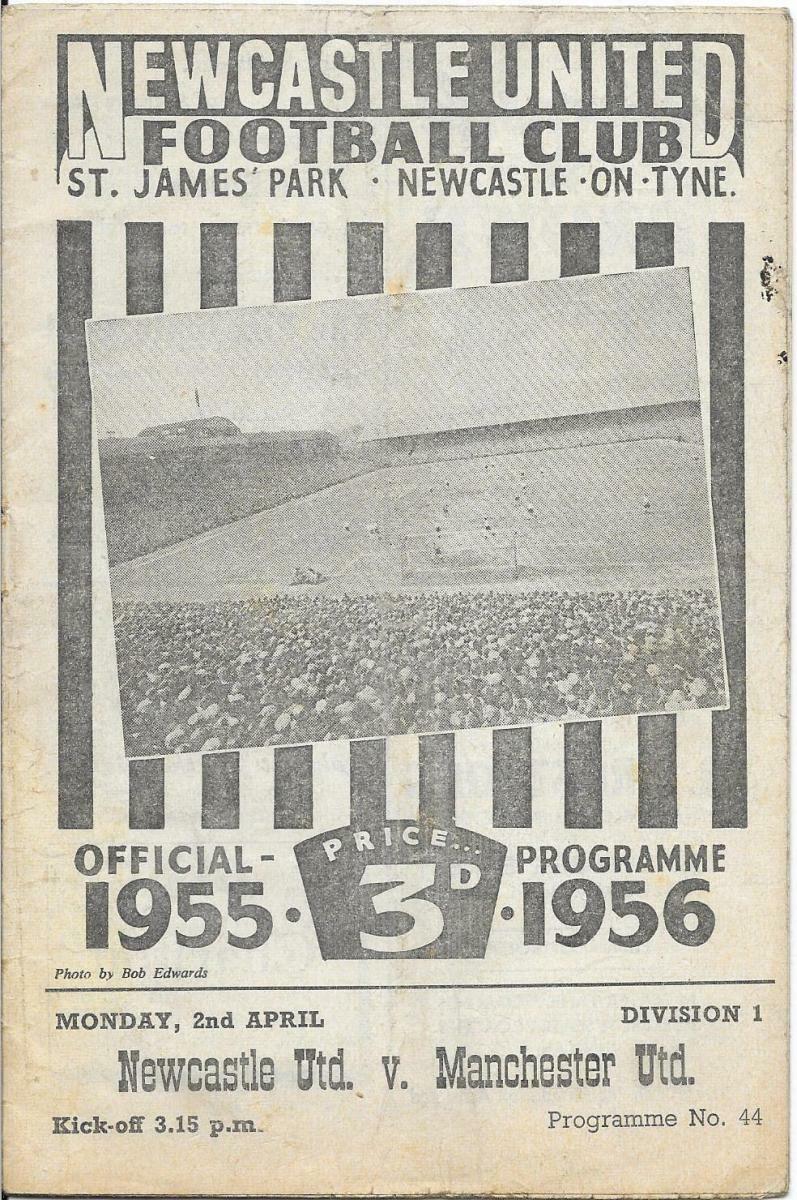 NEWCASTLE UNITED
FOOTBALL CLUB
ST. JAMES' PARK · NEWCASTLE·ON·TYNE.
PRICE...
3D
OFFICIAL- PROGRAMME
1955· ·1956
Photo by Bob Edwards
MONDAY, 2nd APRIL DIVISION 1
Newcastle Utd. v. Manchester Utd.
Kick-off 3.15 p.m. Programme No. 44